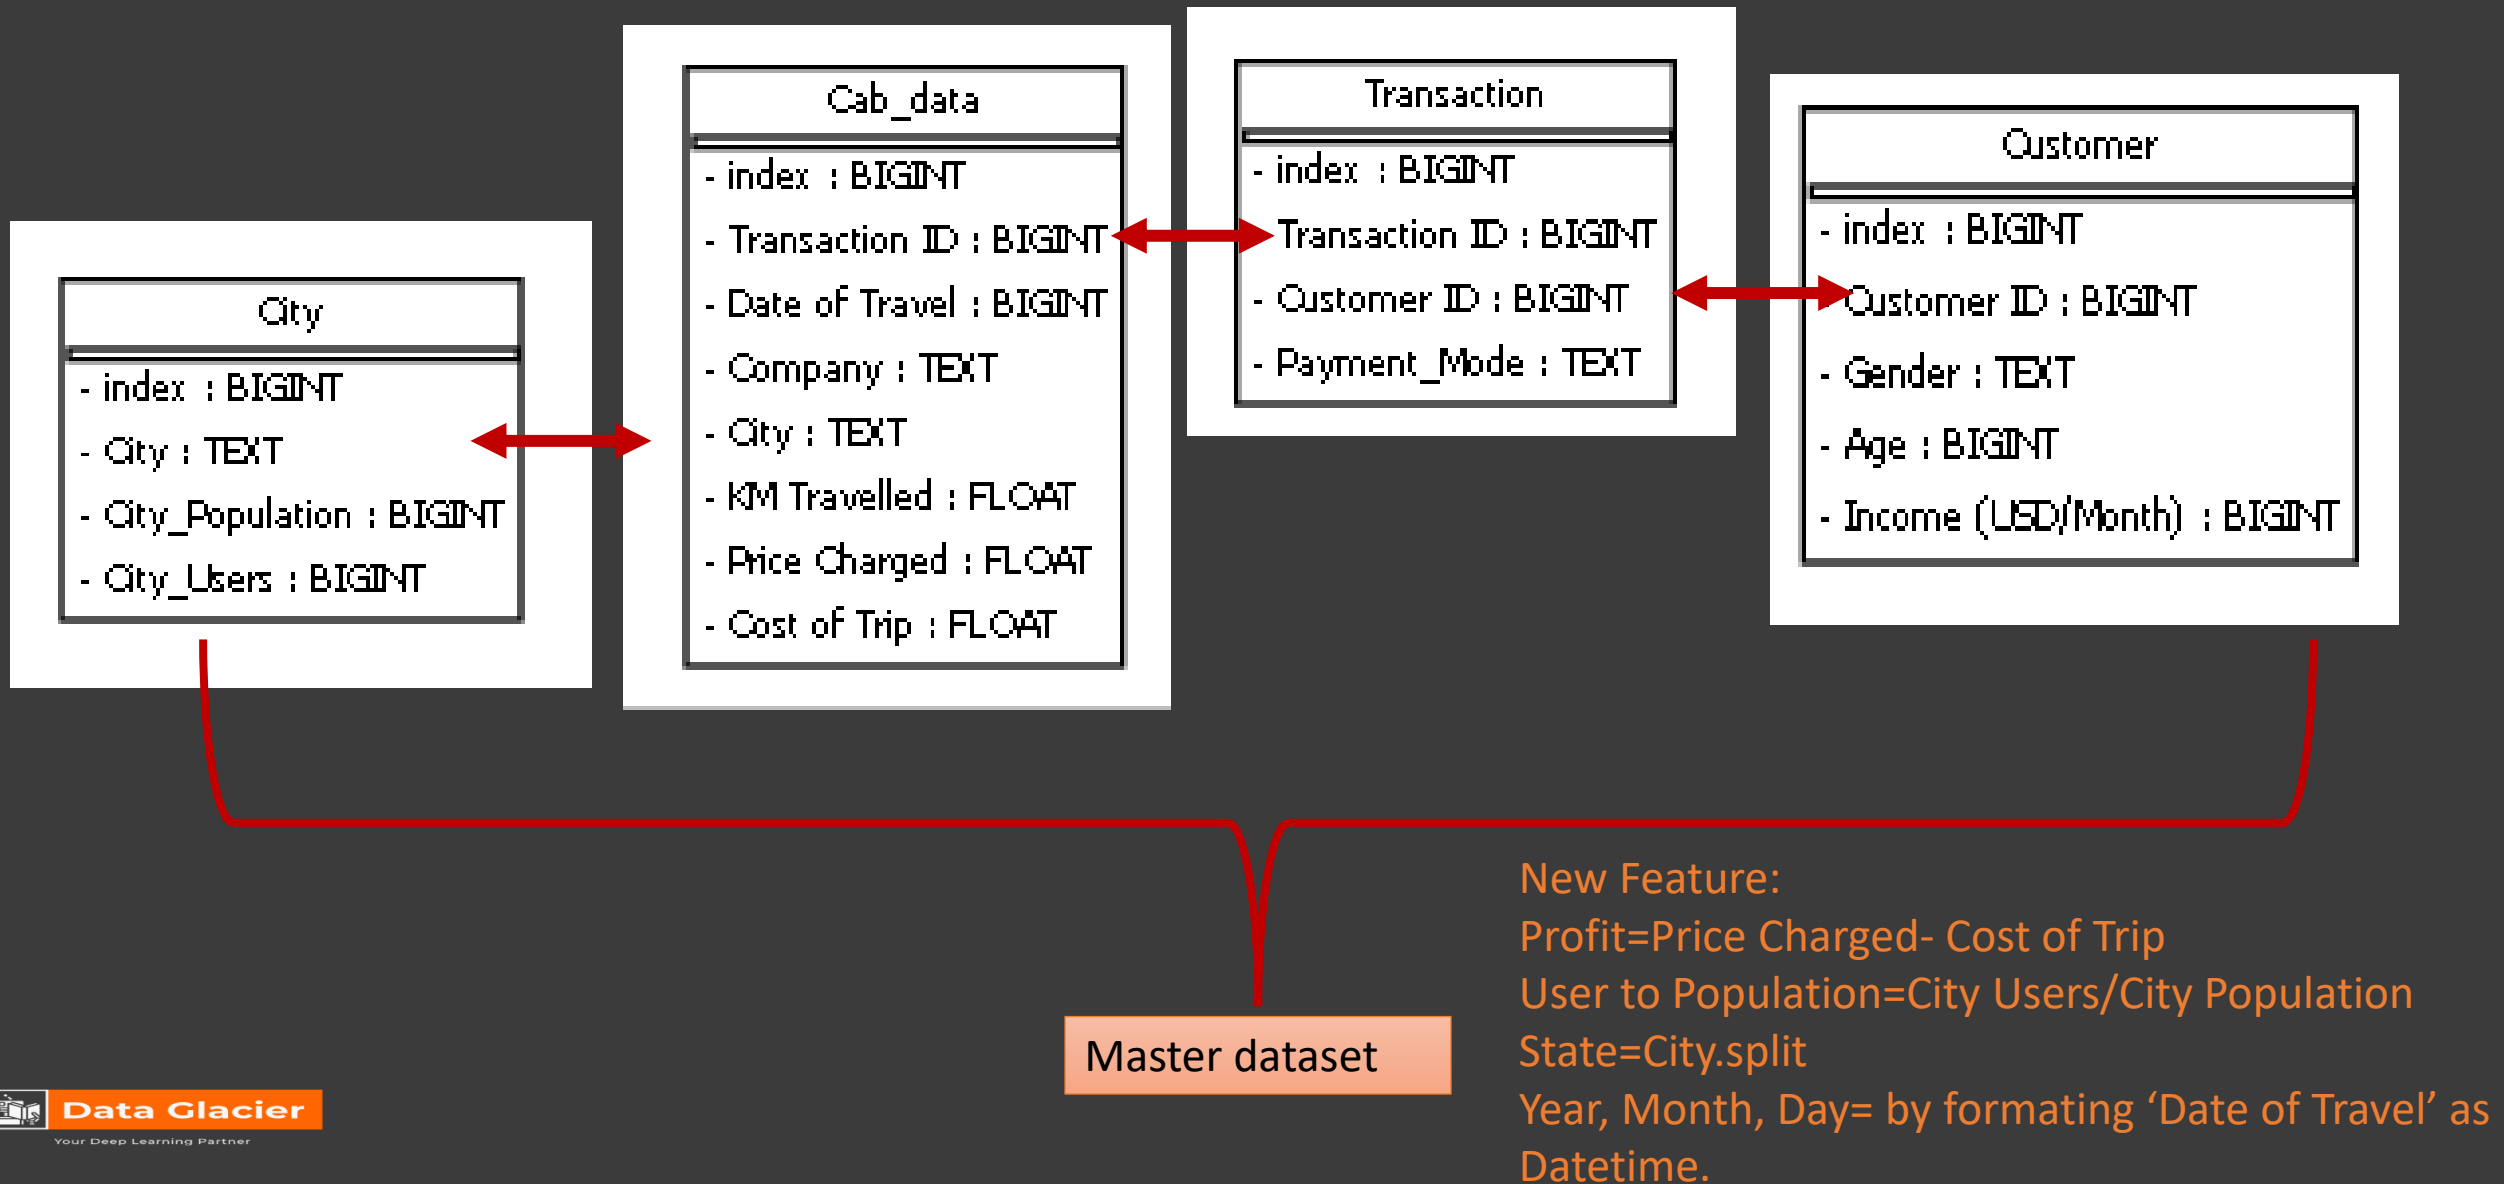 City
- index : BIGINT
- City : TEXT
- City_Population : BIGINT
- City_Users : BIGINT
Cab_data
- index : BIGINT
- Transaction ID : BIGINT
- Date of Travel : BIGINT
- Company : TEXT
- City : TEXT
- KM Travelled : FLOAT
- Price Charged : FLOAT
- Cost of Trip : FLOAT
Transaction
- index : BIGINT
Transaction ID : BIGINT
- Customer ID : BIGINT
- Payment_Mode : TEXT
Customer
- index : BIGINT
- Customer ID : BIGINT
- Gender : TEXT
- Age : BIGINT
- Income (USD/Month) : BIGINT
Master dataset
New Feature:
Profit=Price Charged- Cost of Trip
User to Population=City Users/City Population
State=City.split
Year, Month, Day= by formating ‘Date of Travel’ as
Datetime.
Data Glacier
Your Deep Learning Partner